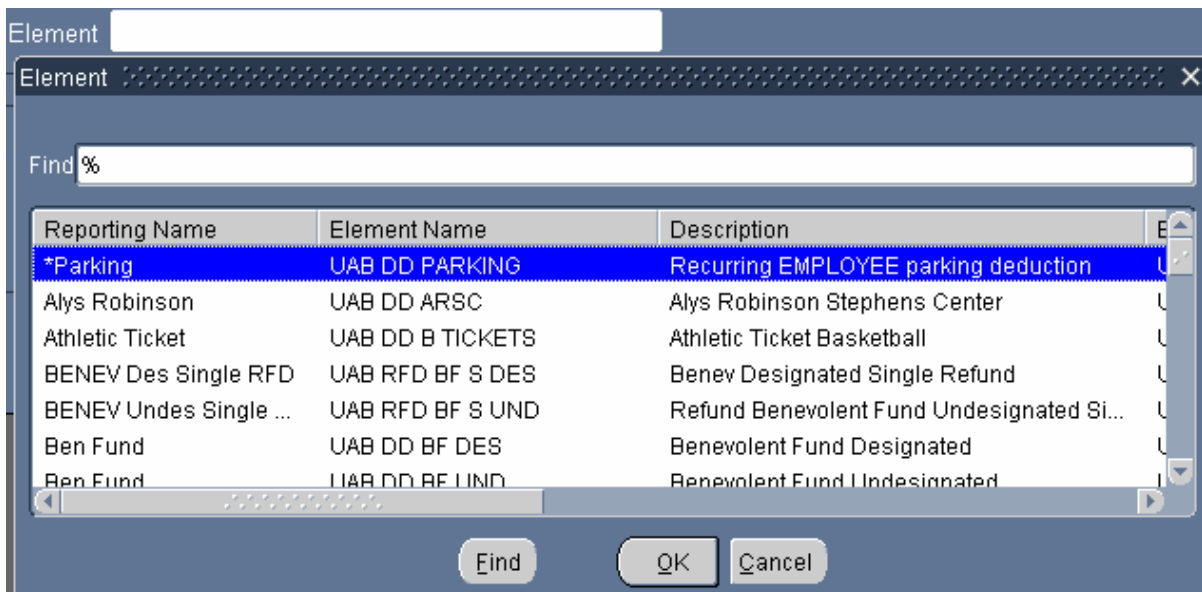 Element
Element
Find %
Reporting Name Element Name Description E
*Parking UAB DD PARKING Recurring EMPLOYEE parking deduction U
Alys Robinson UAB DD ARSC Alys Robinson Stephens Center U
Athletic Ticket UAB DD B TICKETS Athletic Ticket Basketball U
BENEV Des Single RFD UAB RFD BF S DES Benev Designated Single Refund U
BENEV Undes Single ... UAB RFD BF S UND Refund Benevolent Fund Undesignated Si... U
Ben Fund UAB DD BF DES Benevolent Fund Designated U
Ben Fund UAB DD BF UND Benevolent Fund Undesignated
Find OK Cancel